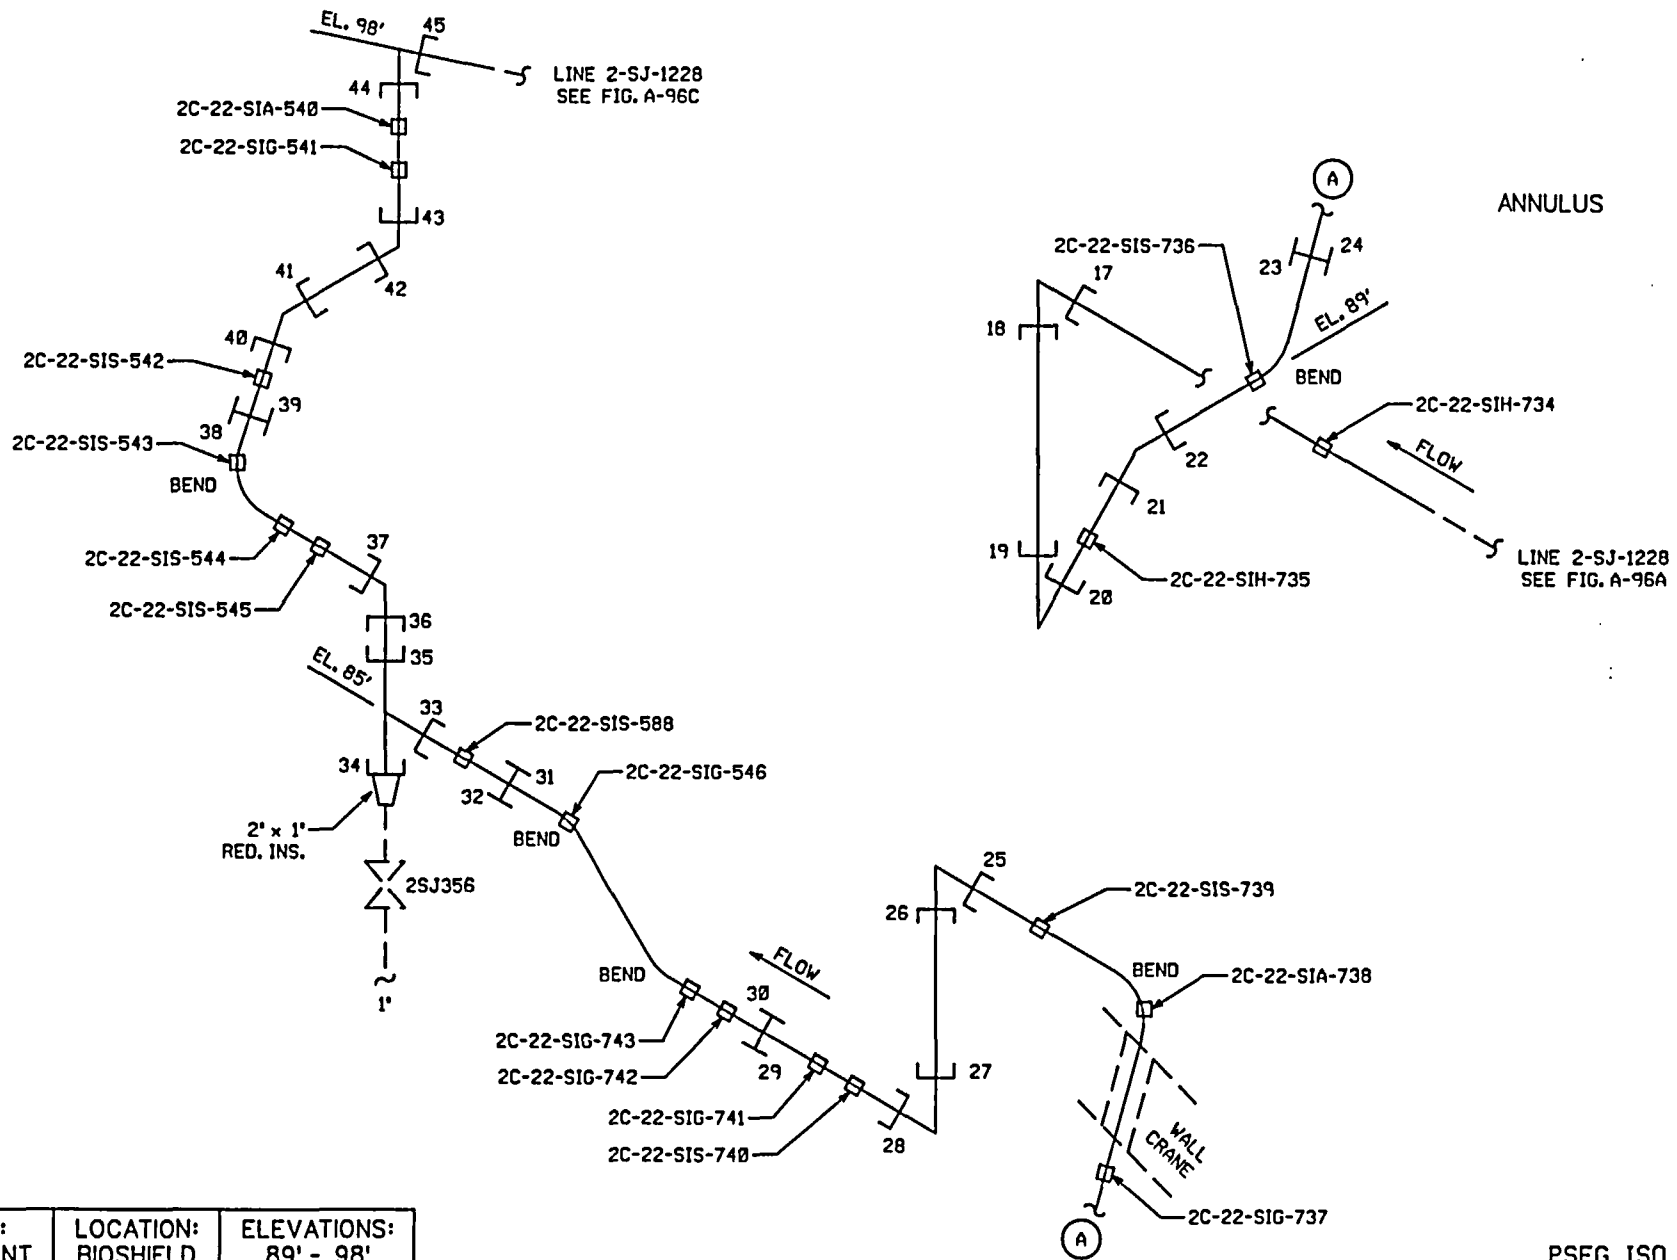 EL. 98'
45
LINE 2-SJ-1228
SEE FIG. A-96C
44
2C-22-SIA-540
2C-22-SIG-541
43
41
42
40
2C-22-SIS-542
39
38
2C-22-SIS-543
BEND
37
2C-22-SIS-544
2C-22-SIS-545
36
35
EL. 85'
33
2C-22-SIS-588
31
32
2C-22-SIG-546
BEND
34
2" x 1"
RED. INS.
2SJ356
1"
BEND
FLOW
30
29
2C-22-SIG-743
2C-22-SIG-742
2C-22-SIG-741
2C-22-SIS-740
28
27
26
25
2C-22-SIS-739
BEND
2C-22-SIA-738
WALL
CRANE
2C-22-SIG-737
A
A
ANNULUS
2C-22-SIS-736
24
23
17
18
EL. 89'
BEND
2C-22-SIH-734
FLOW
22
21
19
20
2C-22-SIH-735
LINE 2-SJ-1228
SEE FIG. A-96A
LOCATION:
BIOSHIELD
ELEVATIONS:
89' - 98'
PSEG ISO